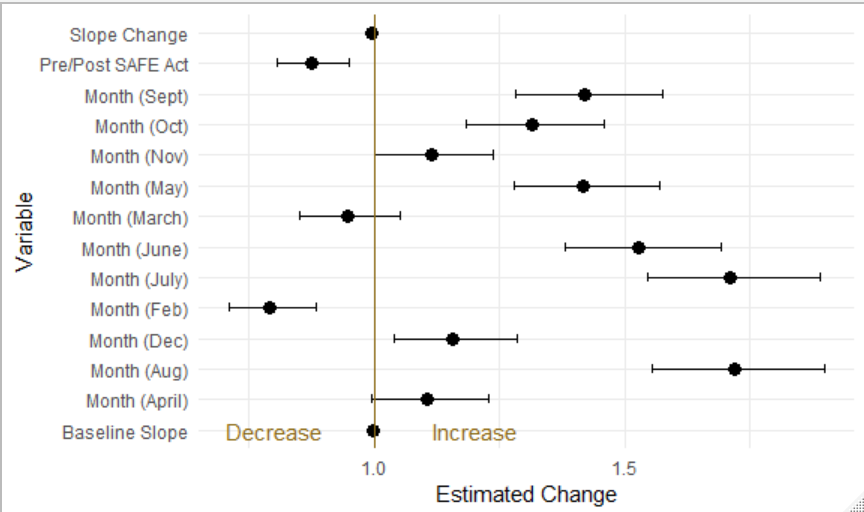 Slope Change
Pre/Post SAFE Act
Month (Sept)
Month (Oct)
Month (Nov)
Month (May)
Month (March)
Month (June)
Month (July)
Month (Feb)
Month (Dec)
Month (Aug)
Month (April)
Baseline Slope
Variable
Decrease
Increase
1.0
1.5
Estimated Change